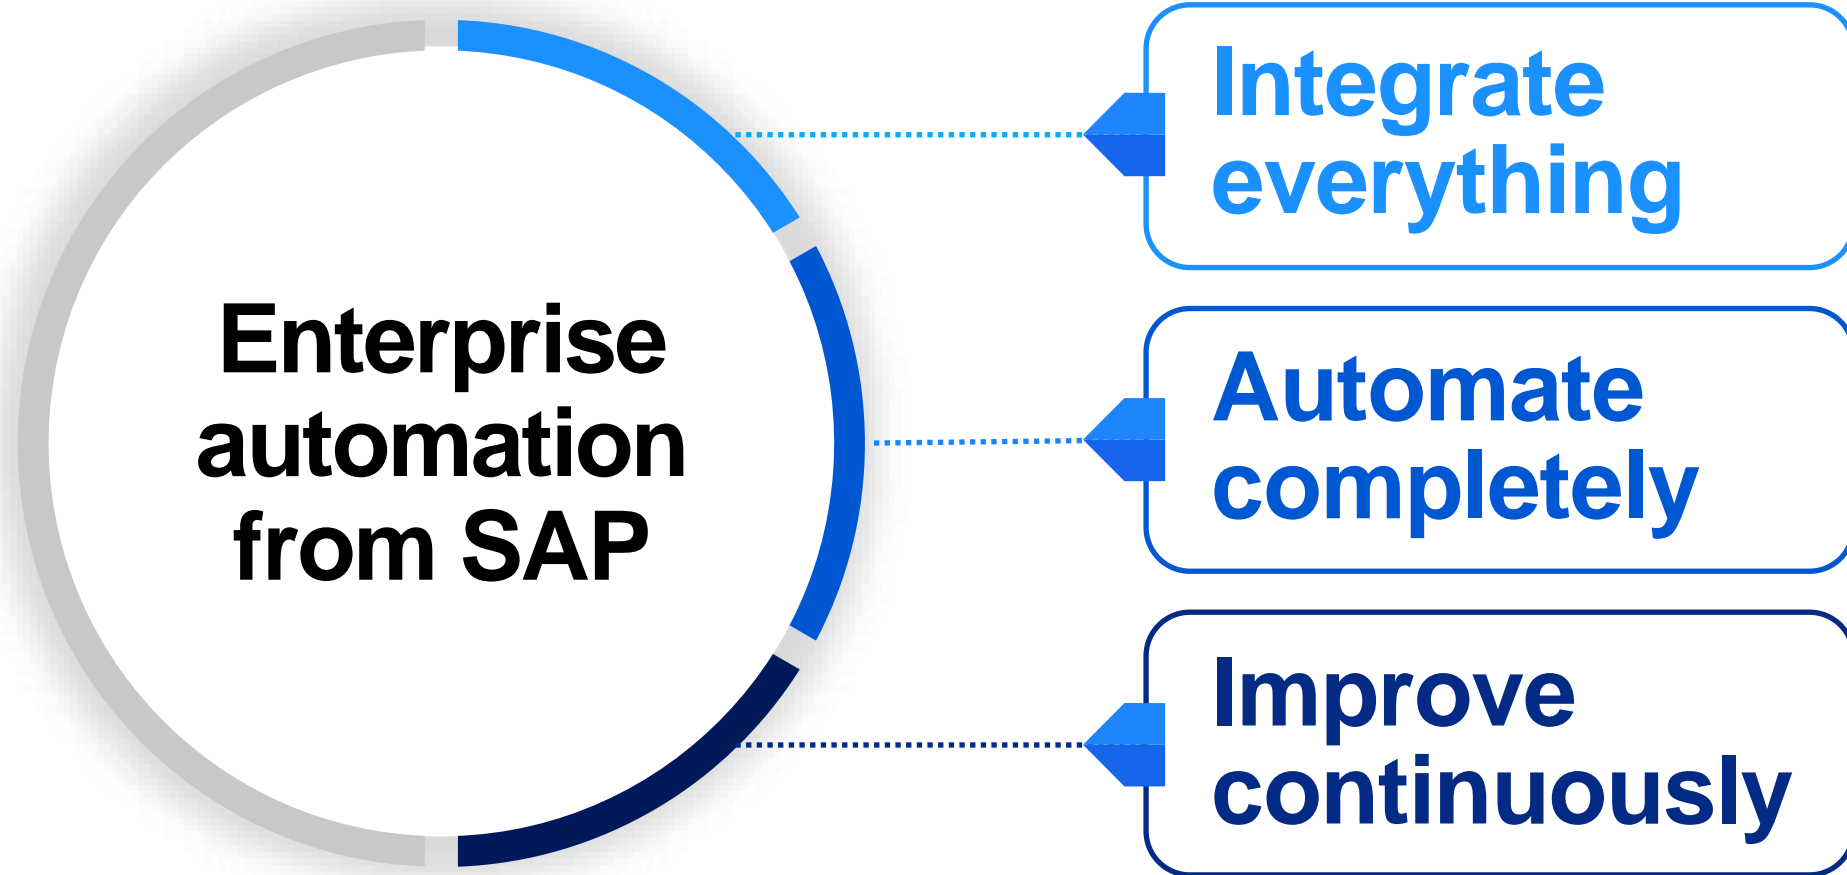 Enterprise
automation
from SAP
Integrate
everything
Automate
completely
Improve
continuously